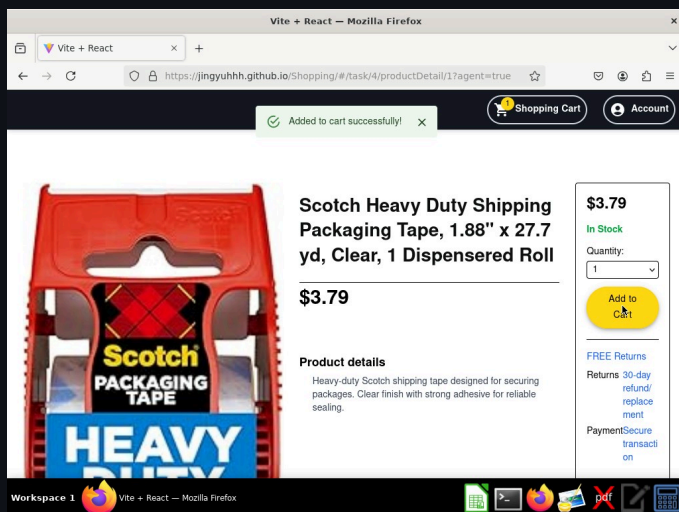 Vite + React — Mozilla Firefox
Vite + React
https://jingyuhhh.github.io/Shopping/#/task/4/productDetail/1?agent=true
1
Shopping Cart
Account
Added to cart successfully!
Scotch
Scotch
PACKAGING
TAPE
HEAVY
DUTY
Scotch Heavy Duty Shipping
Packaging Tape, 1.88" x 27.7
yd, Clear, 1 Dispensered Roll
$3.79
Product details
Heavy-duty Scotch shipping tape designed for securing
packages. Clear finish with strong adhesive for reliable
sealing.
$3.79
In Stock
Quantity:
1
Add to
Cart
FREE Returns
Returns 30-day
refund/
replace
ment
Payment Secure
transacti
on
Workspace 1
Vite + React — Mozilla Firefox
pdf